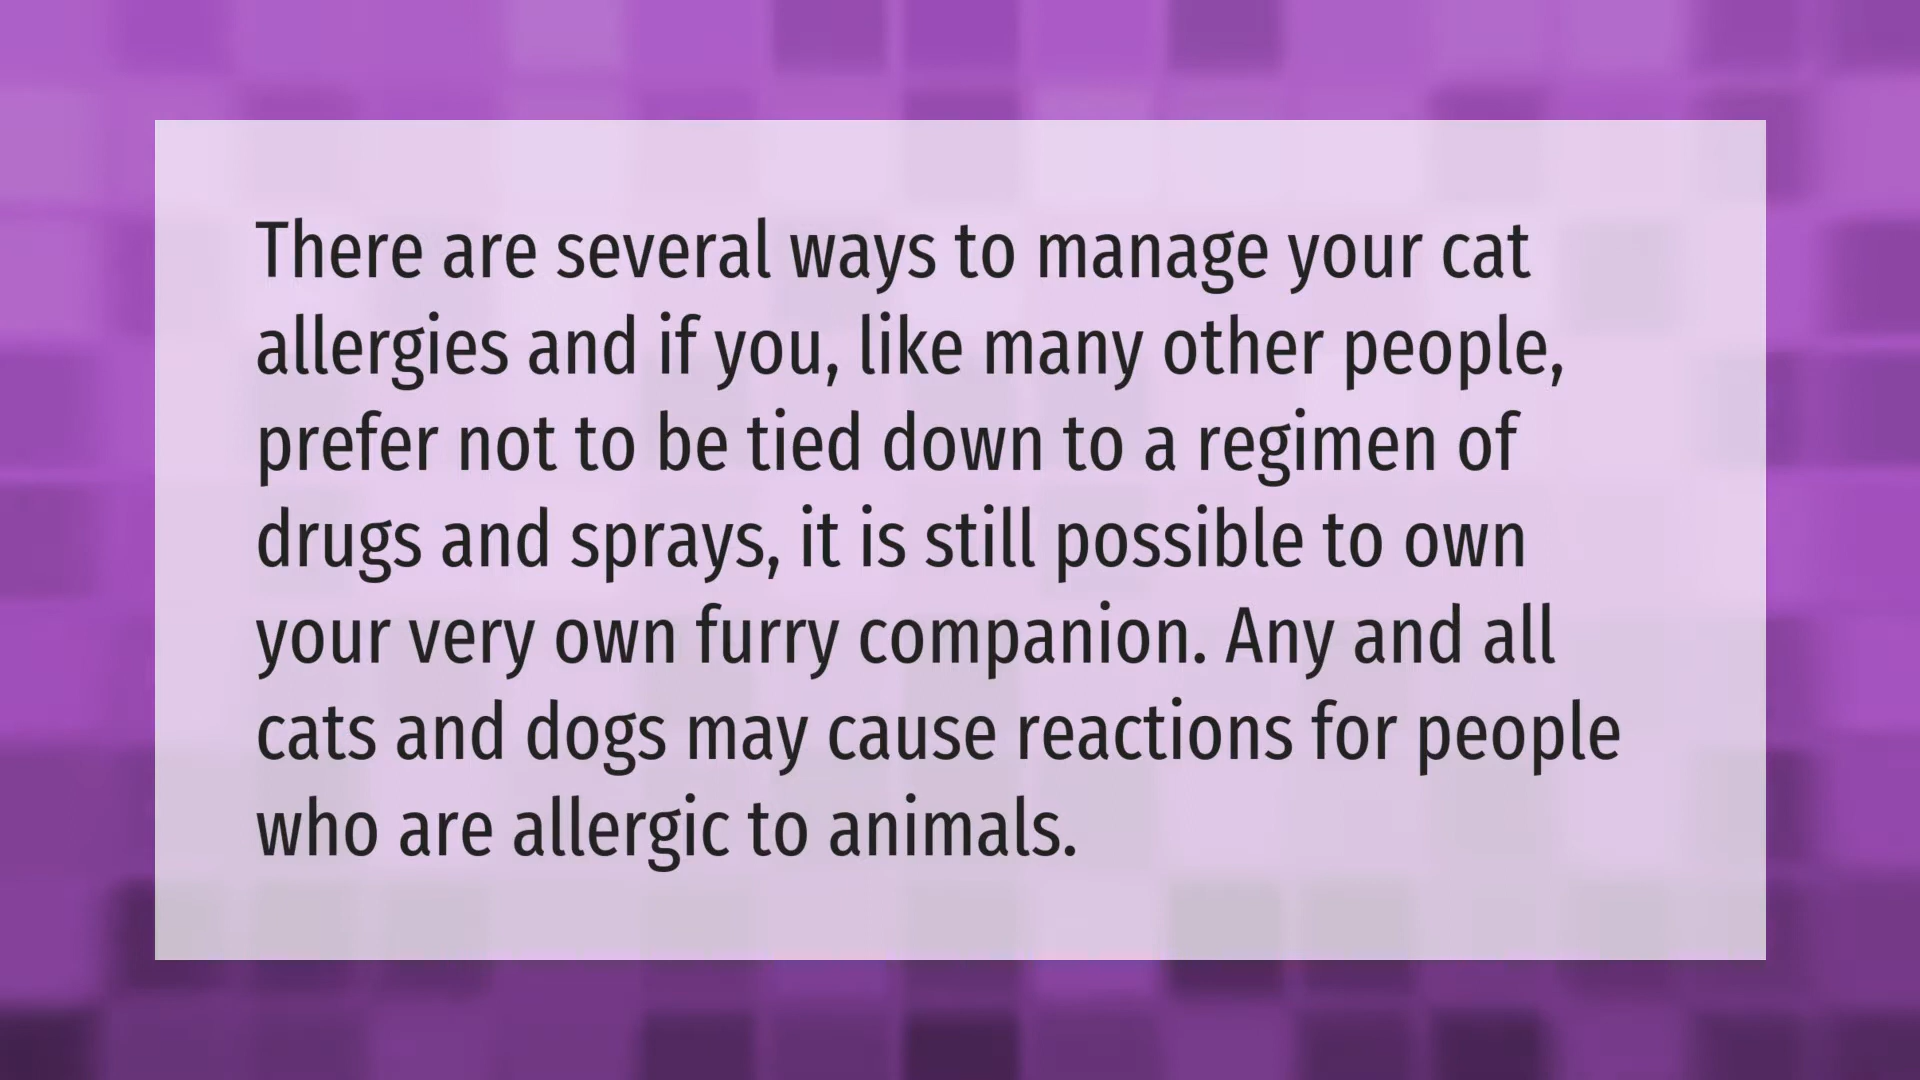 There are several ways to manage your cat
allergies and if you, like many other people,
prefer not to be tied down to a regimen of
drugs and sprays, it is still possible to own
your very own furry companion. Any and all
cats and dogs may cause reactions for people
who are allergic to animals.